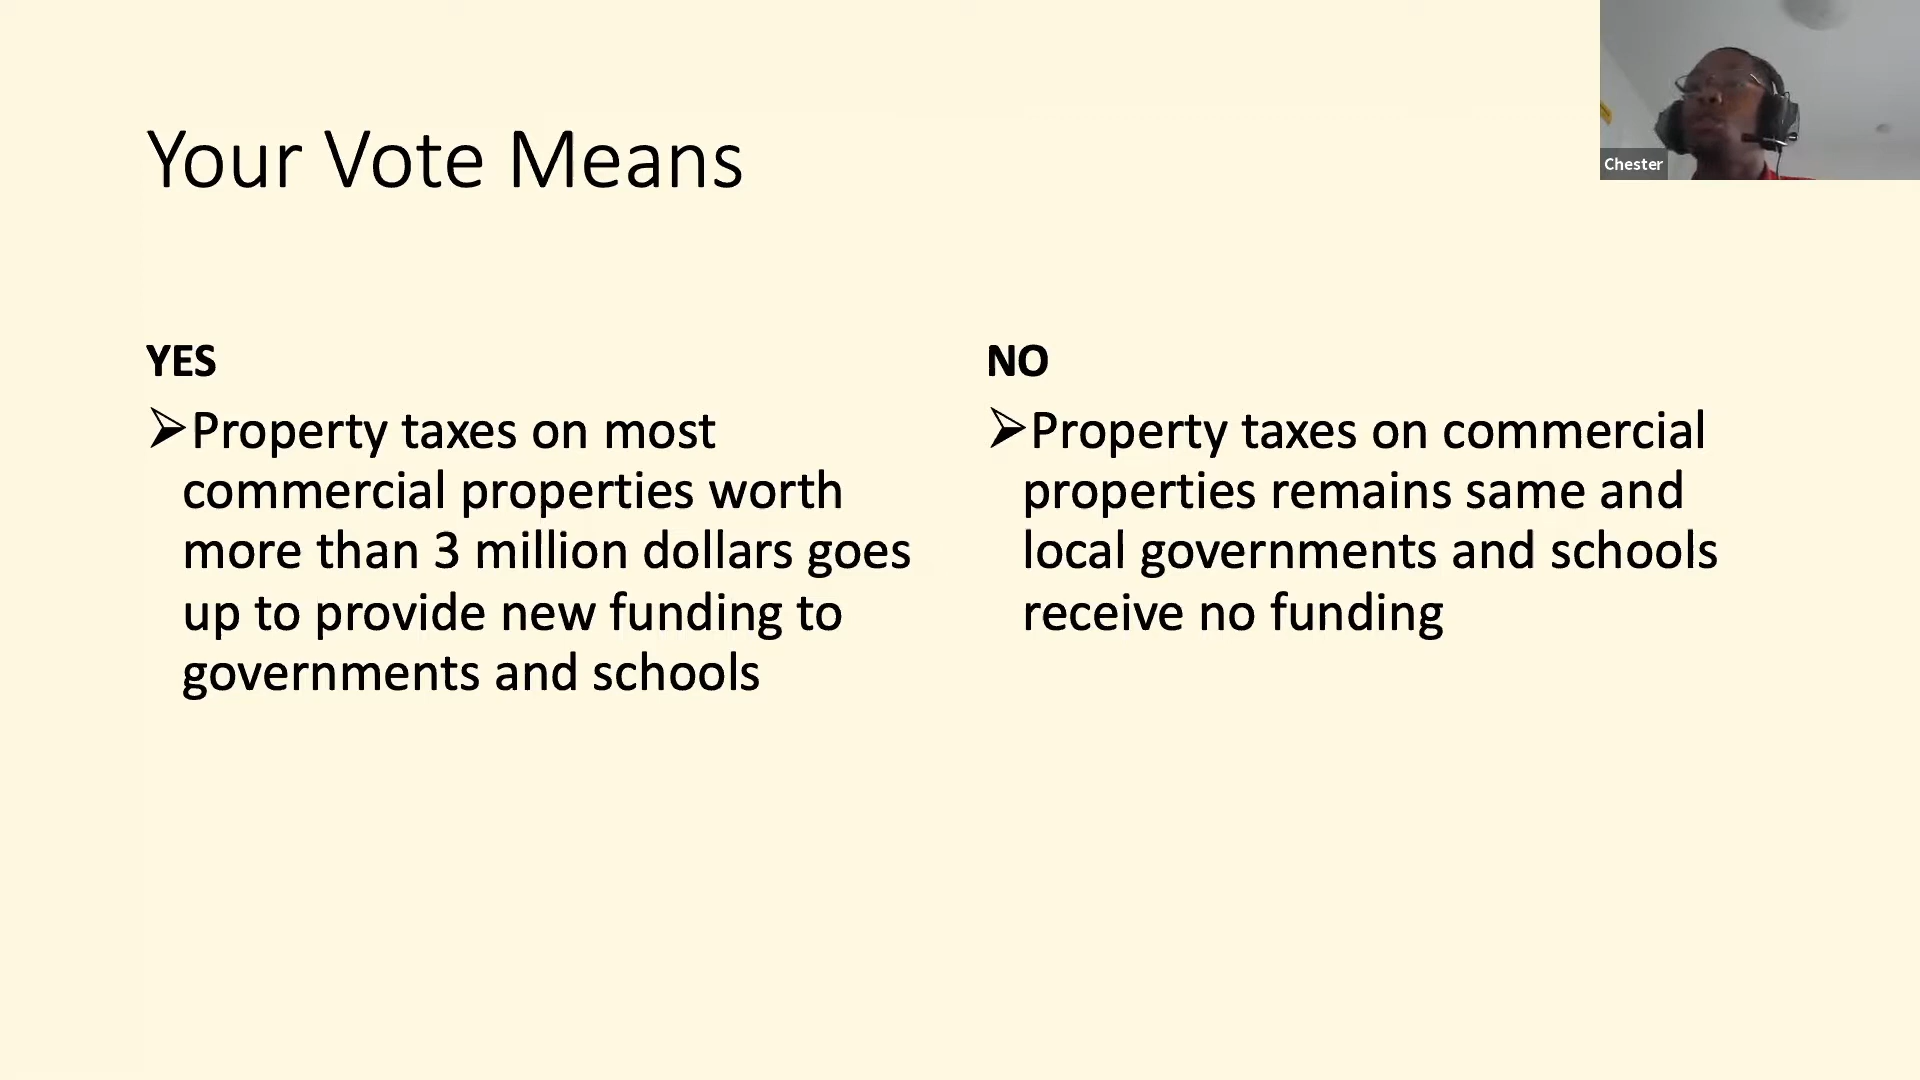 Your Vote Means
Chester
YES
➢Property taxes on most
commercial properties worth
more than 3 million dollars goes
up to provide new funding to
governments and schools
NO
➢Property taxes on commercial
properties remains same and
local governments and schools
receive no funding